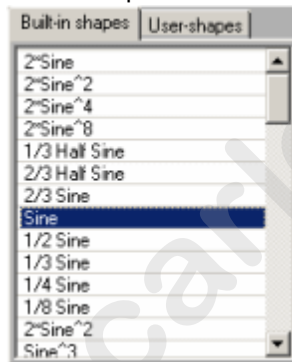 Built-in shapes
User-shapes
2*Sine
2*Sine^2
2*Sine^4
2*Sine^8
1/3 Half Sine
2/3 Half Sine
2/3 Sine
Sine
1/2 Sine
1/3 Sine
1/4 Sine
1/8 Sine
2*Sine^2
Sine^3